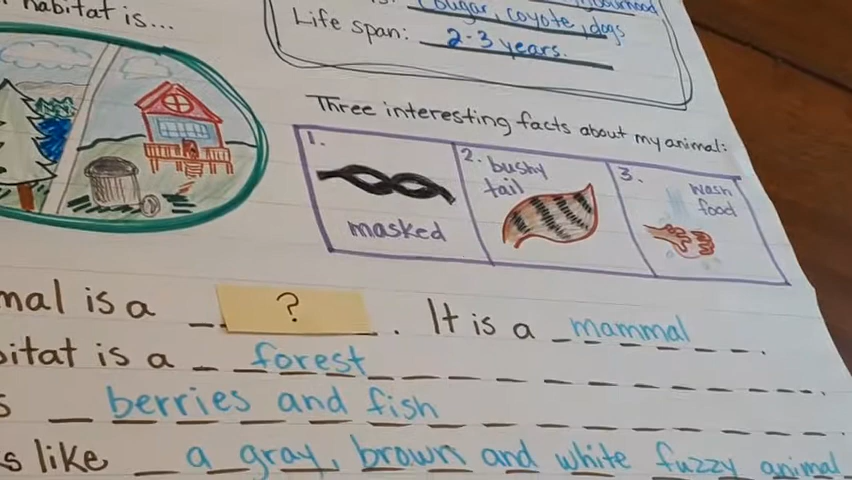 habitat is...
cougar, coyote, dogs
Life span: 2-3 years.
Three interesting facts about my animal:
1.
masked
2. bushy
tail
3.
wash
food
mal is a ? . It is a mammal .
bitat is a forest .
s berries and fish
s like a gray, brown and white fuzzy animal